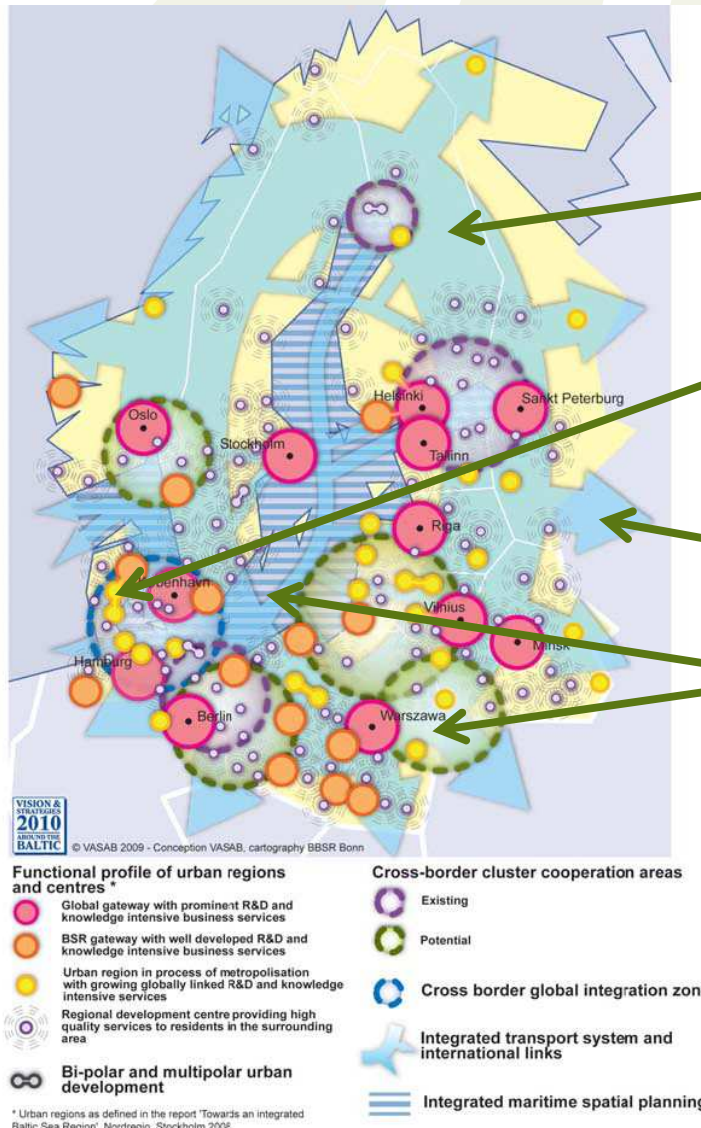 Helsinki
Sankt Peterburg
Oslo
Stockholm
Tallinn
Riga
Vilnius
Minsk
Hamburg
Berlin
Warszawa
VISION &
STRATEGIES
2010
AROUND THE
BALTIC
© VASAB 2009 - Conception VASAB, cartography BBSR Bonn
Functional profile of urban regions
and centres *
Global gateway with prominent R&D and
knowledge intensive business services
BSR gateway with well developed R&D and
knowledge intensive business services
Urban region in process of metropolisation
with growing globally linked R&D and knowledge
intensive services
Regional development centre providing high
quality services to residents in the surrounding
area
Bi-polar and multipolar urban
development
* Urban regions as defined in the report 'Towards an integrated
Baltic Sea Region', Nordregio, Stockholm 2008
Cross-border cluster cooperation areas
Existing
Potential
Cross border global integration zon
Integrated transport system and
international links
Integrated maritime spatial planning